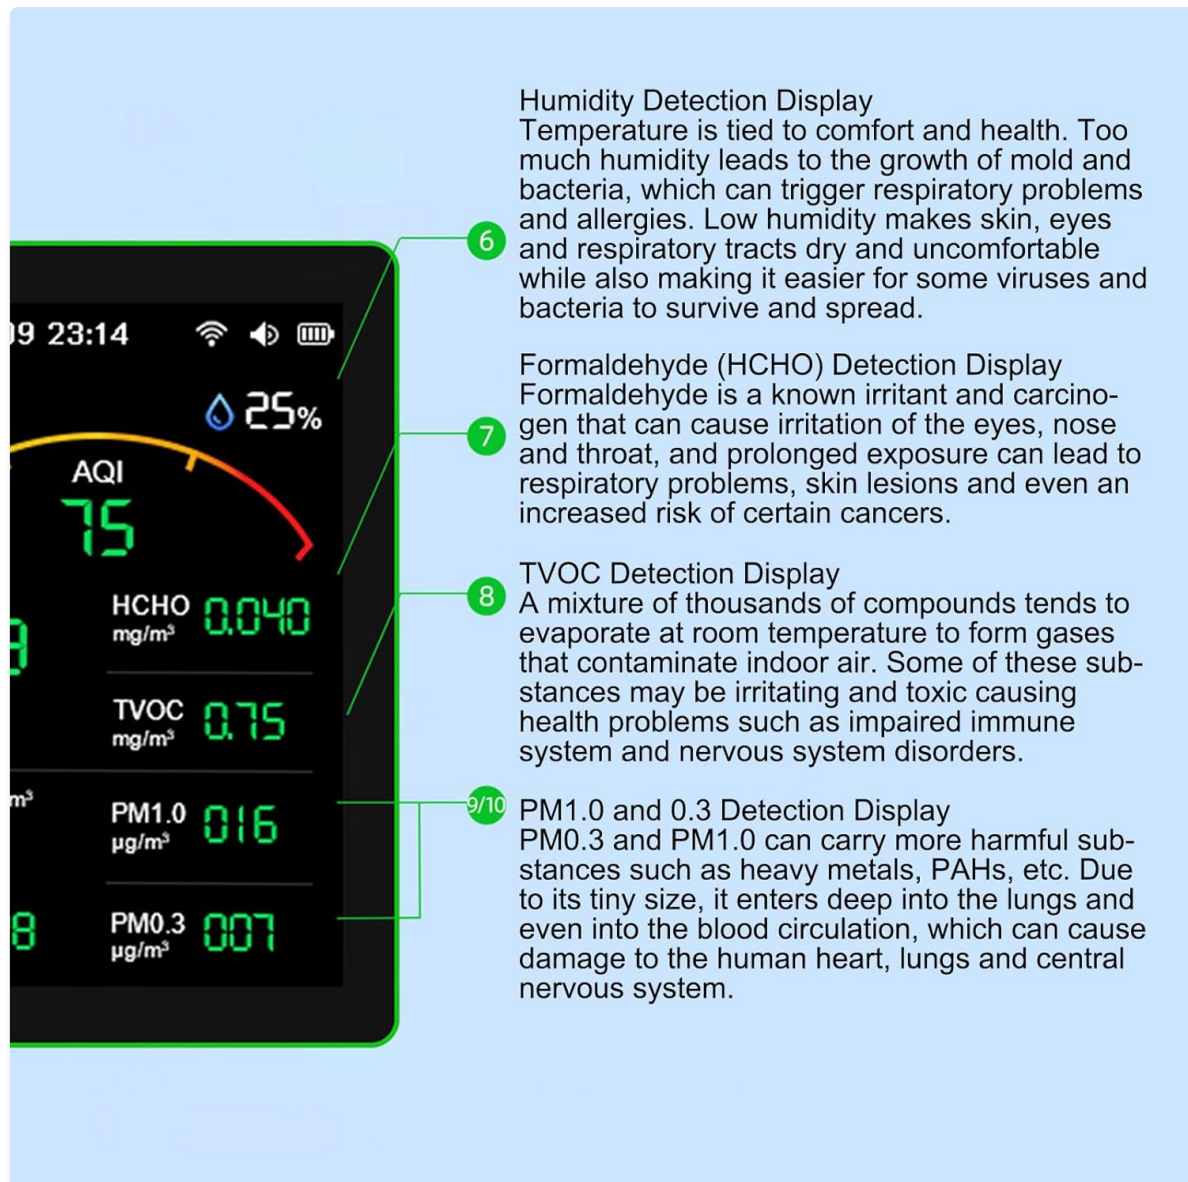 09 23:14
25%
AQI
75
HCHO
mg/m³
0.040
TVOC
mg/m³
0.75
m³
PM1.0
µg/m³
016
8
PM0.3
µg/m³
007
6
Humidity Detection Display
Temperature is tied to comfort and health. Too
much humidity leads to the growth of mold and
bacteria, which can trigger respiratory problems
and allergies. Low humidity makes skin, eyes
and respiratory tracts dry and uncomfortable
while also making it easier for some viruses and
bacteria to survive and spread.
7
Formaldehyde (HCHO) Detection Display
Formaldehyde is a known irritant and carcino-
gen that can cause irritation of the eyes, nose
and throat, and prolonged exposure can lead to
respiratory problems, skin lesions and even an
increased risk of certain cancers.
8
TVOC Detection Display
A mixture of thousands of compounds tends to
evaporate at room temperature to form gases
that contaminate indoor air. Some of these sub-
stances may be irritating and toxic causing
health problems such as impaired immune
system and nervous system disorders.
9/10
PM1.0 and 0.3 Detection Display
PM0.3 and PM1.0 can carry more harmful sub-
stances such as heavy metals, PAHs, etc. Due
to its tiny size, it enters deep into the lungs and
even into the blood circulation, which can cause
damage to the human heart, lungs and central
nervous system.